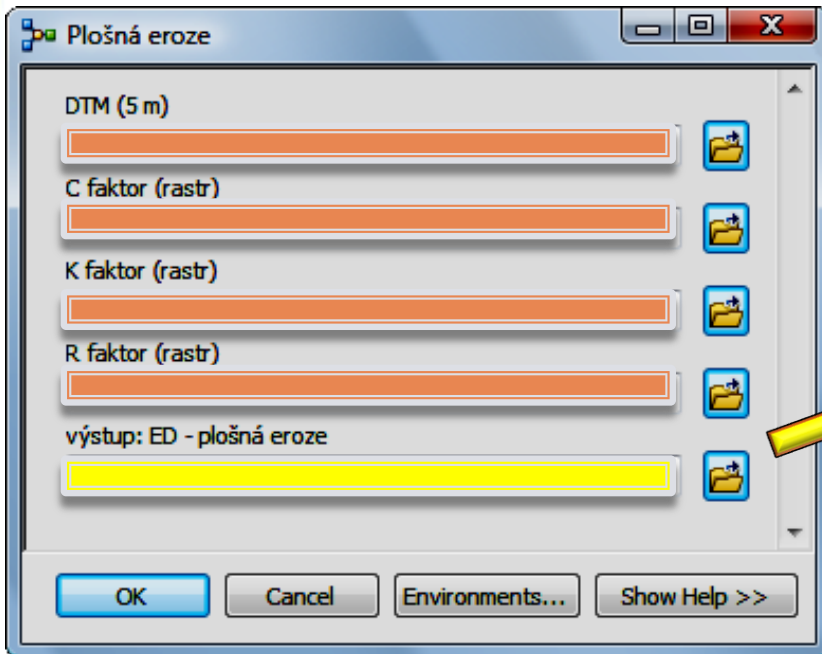 Plošná eroze
DTM (5 m)
C faktor (rastr)
K faktor (rastr)
R faktor (rastr)
výstup: ED - plošná eroze
OK Cancel Environments... Show Help >>